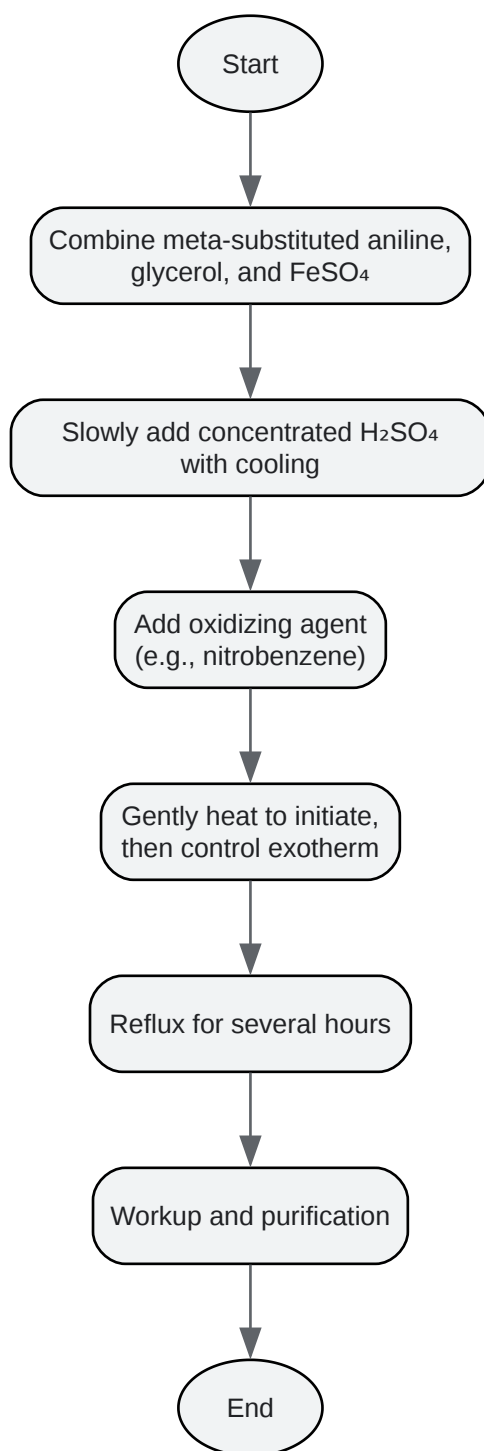 Start
Combine meta-substituted aniline,
glycerol, and FeSO₄
Slowly add concentrated H₂SO₄
with cooling
Add oxidizing agent
(e.g., nitrobenzene)
Gently heat to initiate,
then control exotherm
Reflux for several hours
Workup and purification
End